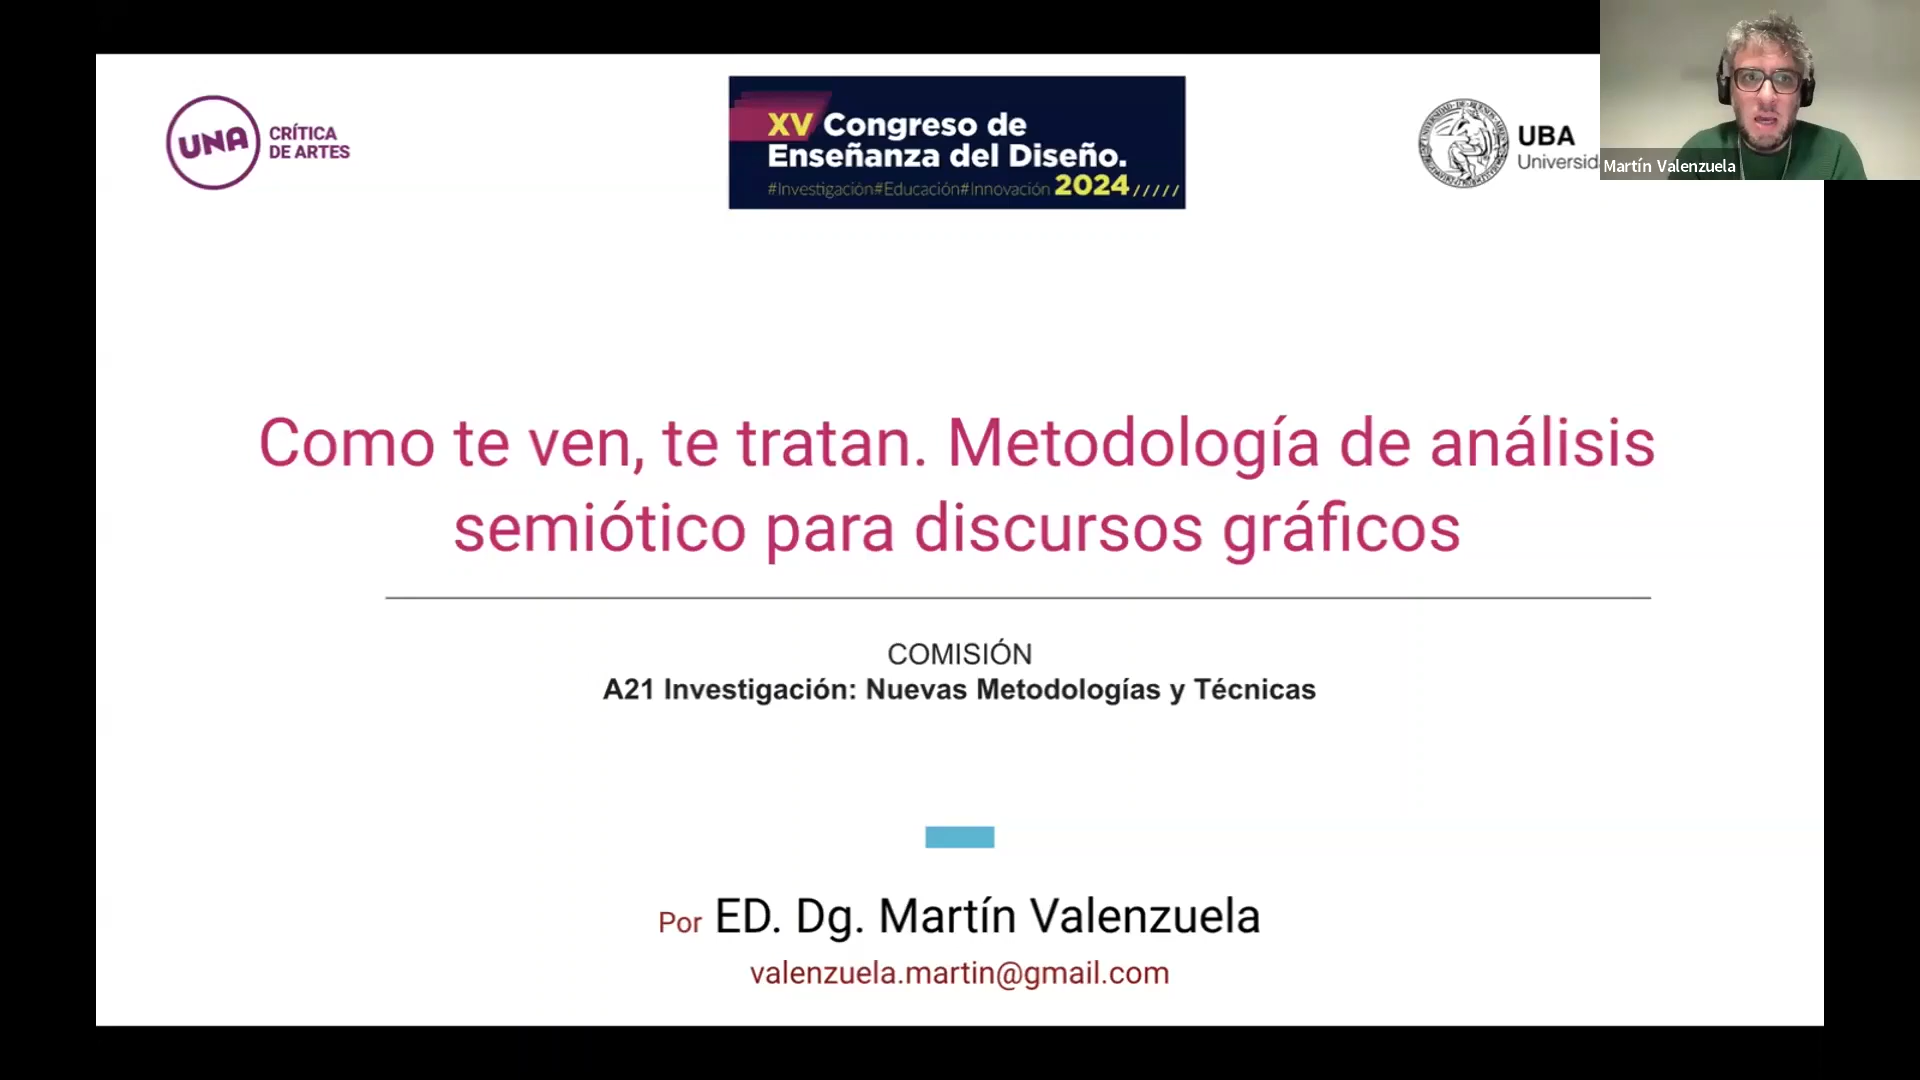 UNA
CRÍTICA
DE ARTES
XV Congreso de
Enseñanza del Diseño.
#Investigación#Educación#Innovación 2024/////
UBA
Martín Valenzuela
Como te ven, te tratan. Metodología de análisis
semiótico para discursos gráficos
COMISIÓN
A21 Investigación: Nuevas Metodologías y Técnicas
Por ED. Dg. Martín Valenzuela
valenzuela.martin@gmail.com